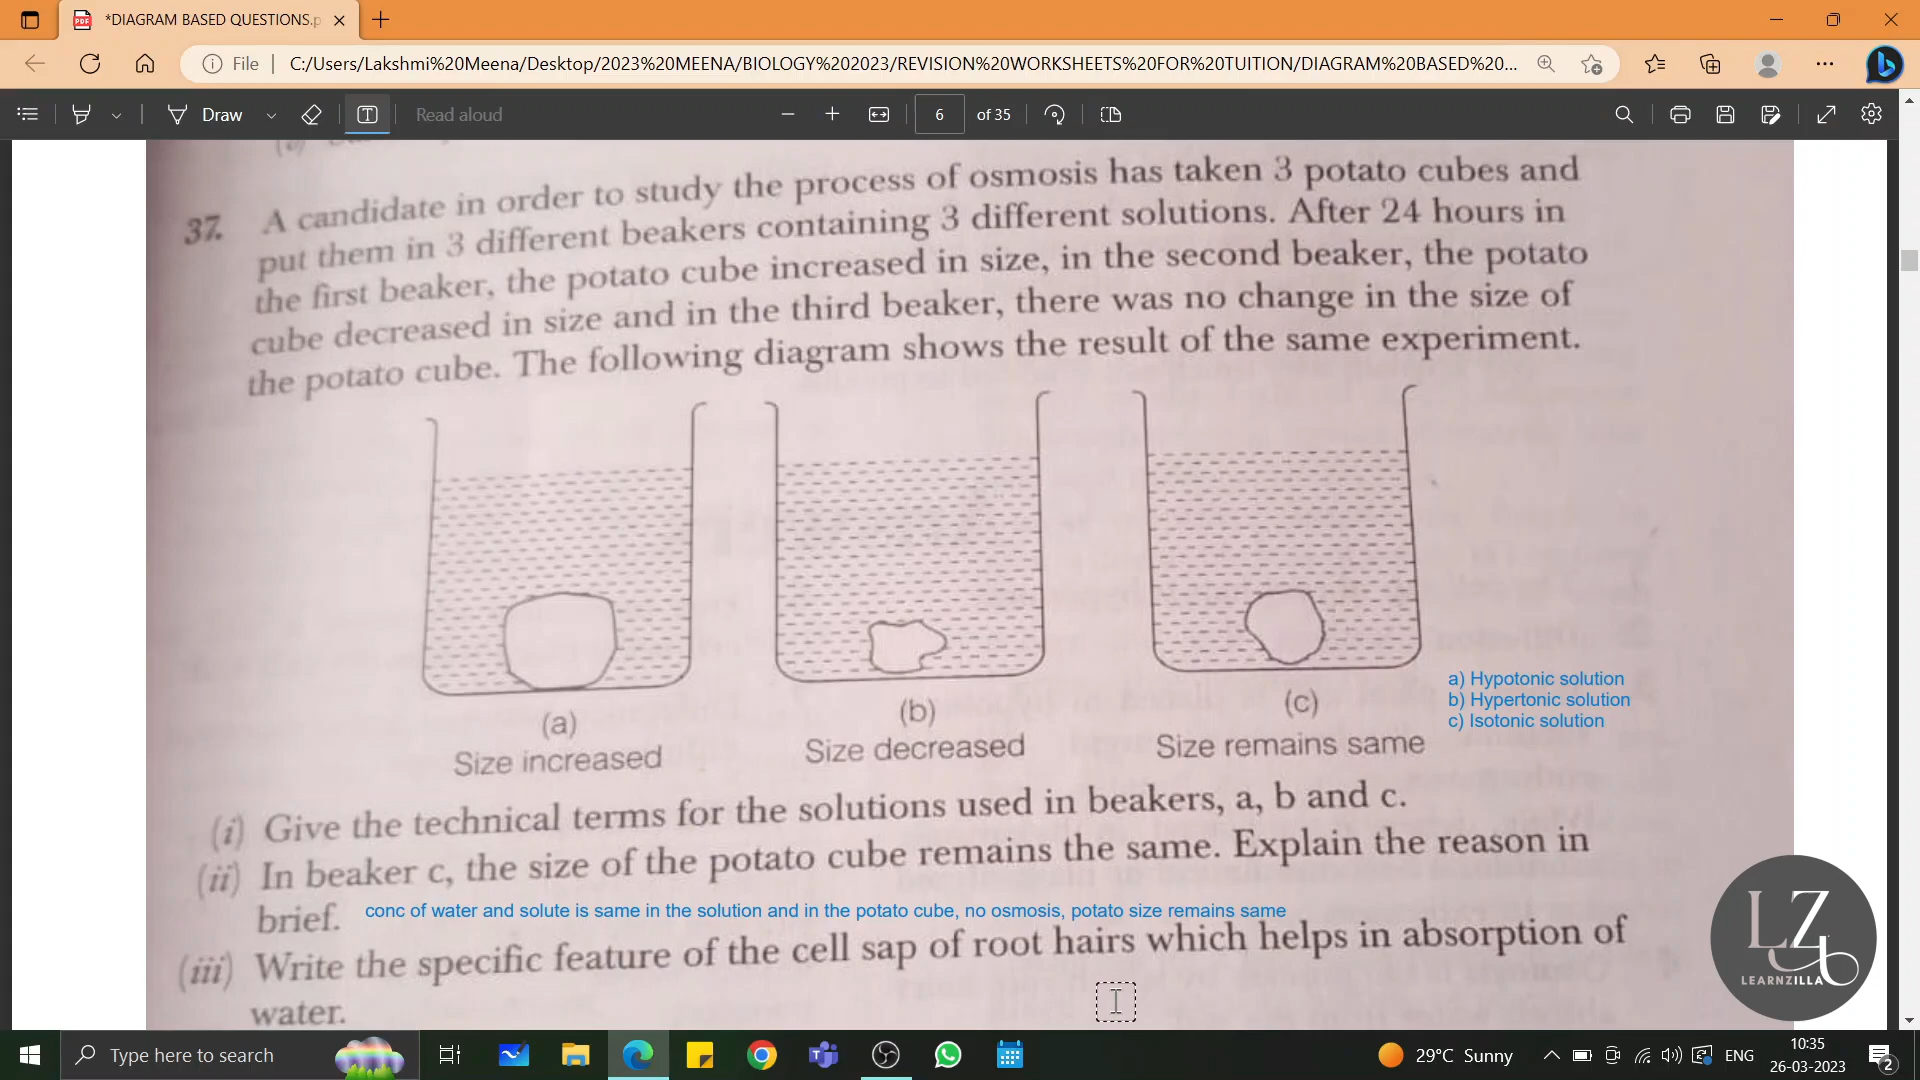 *DIAGRAM BASED QUESTIONS.p
File
C:/Users/Lakshmi%20Meena/Desktop/2023%20MEENA/BIOLOGY%202023/REVISION%20WORKSHEETS%20FOR%20TUITION/DIAGRAM%20BASED%20...
Draw
Read aloud
6 of 35
37. A candidate in order to study the process of osmosis has taken 3 potato cubes and
put them in 3 different beakers containing 3 different solutions. After 24 hours in
the first beaker, the potato cube increased in size, in the second beaker, the potato
cube decreased in size and in the third beaker, there was no change in the size of
the potato cube. The following diagram shows the result of the same experiment.
(a)
Size increased
(b)
Size decreased
(c)
Size remains same
a) Hypotonic solution
b) Hypertonic solution
c) Isotonic solution
(i) Give the technical terms for the solutions used in beakers, a, b and c.
(ii) In beaker c, the size of the potato cube remains the same. Explain the reason in
brief.
conc of water and solute is same in the solution and in the potato cube, no osmosis, potato size remains same
(iii) Write the specific feature of the cell sap of root hairs which helps in absorption of
water.
LZ
LEARNZILLA
Type here to search
29°C Sunny
ENG
10:35
26-03-2023
2